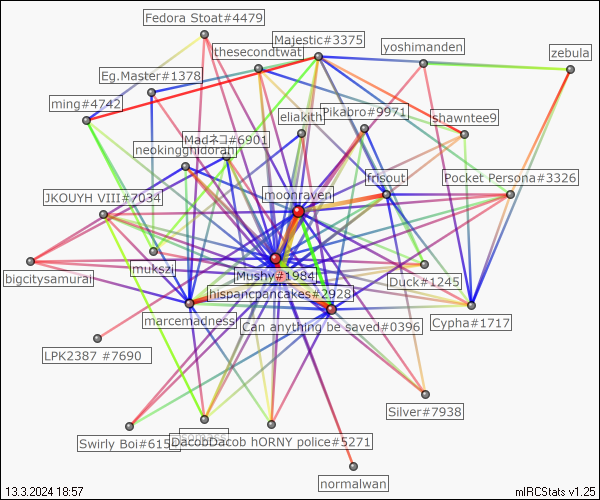 Fedora Stoat#4479
Majestic#3375
yoshimanden
thesecondtwat
zebula
Eg.Master#1378
ming#4742
eliakith
Pikabro#9971
shawntee9
Madネコ#6901
neokingghidorah
frisout
Pocket Persona#3326
JKOUYH VIII#7034
moonraven
bigcitysamurai
mukszi
Mushy#1984
Duck#1245
hispancpancakes#2928
marcemadness
Can anything be saved#0396
Cypha#1717
LPK2387 #7690
Silver#7938
Swirly Boi#615
DacobDacob hORNY police#5271
normalwan
13.3.2024 18:57
mIRCStats v1.25